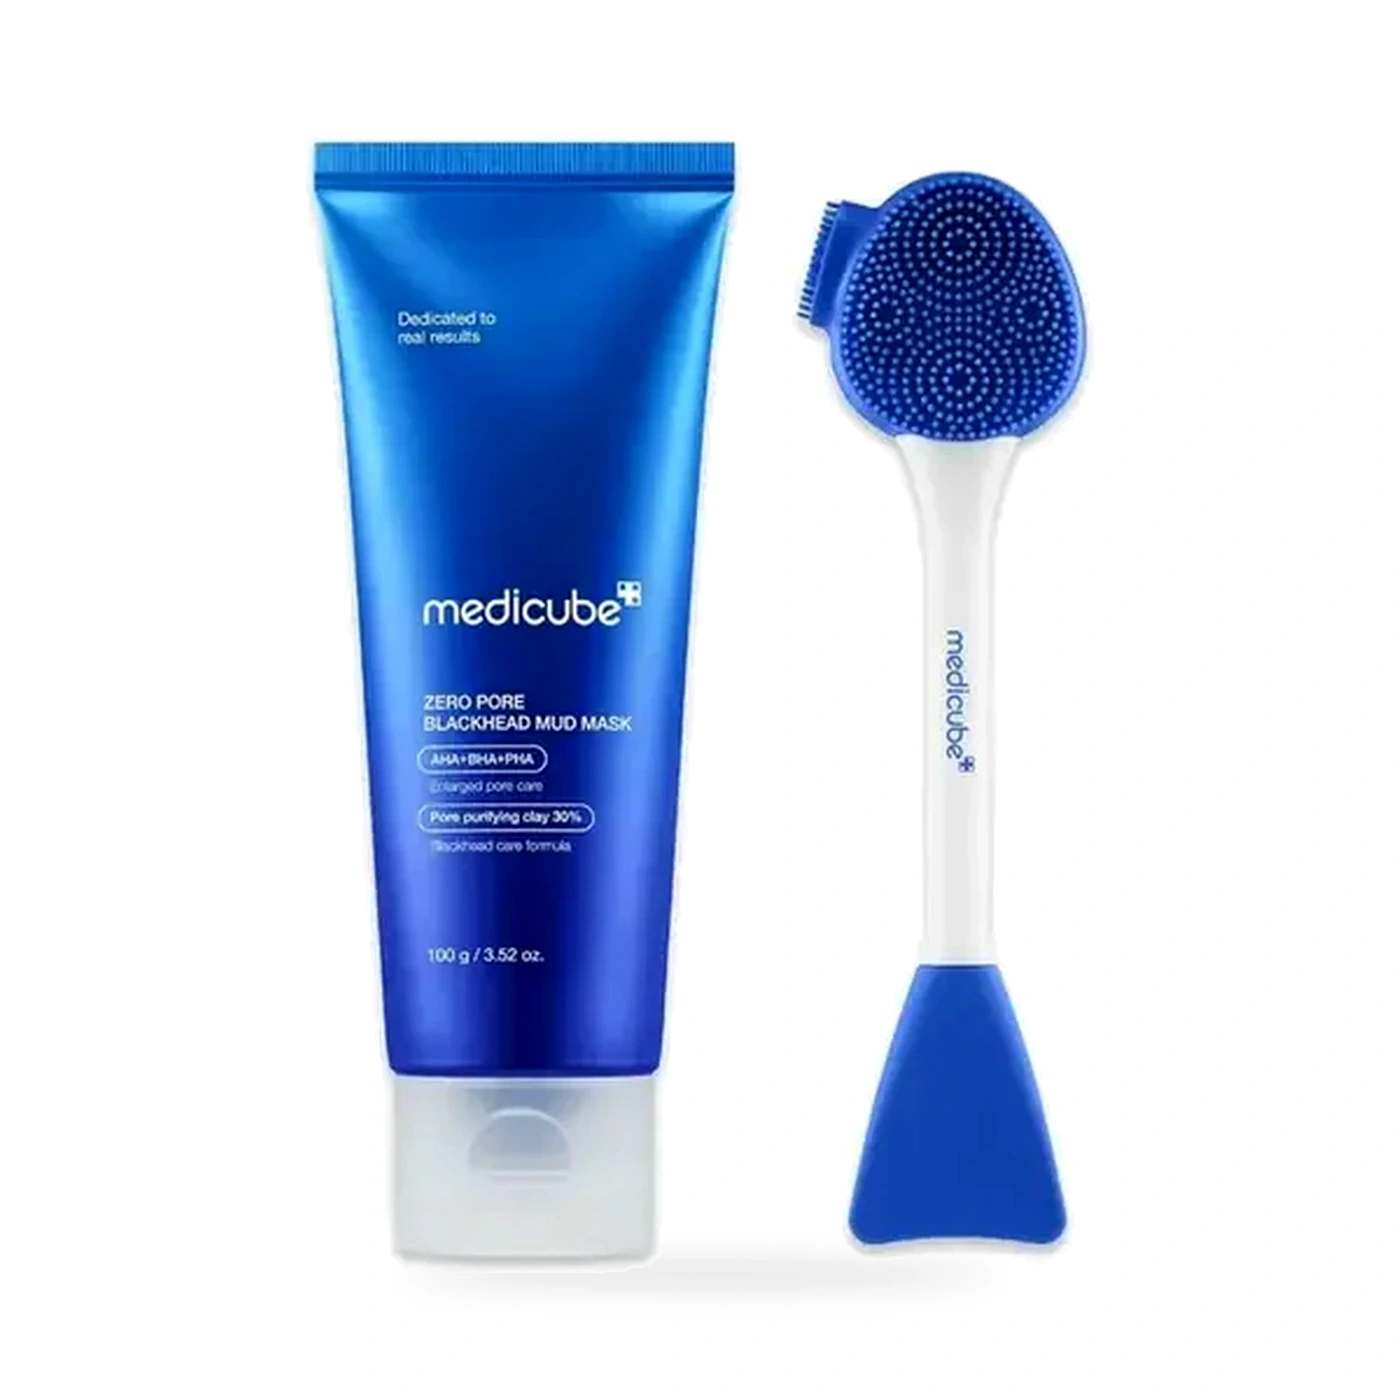 Dedicated to
real results
medicube
ZERO PORE
BLACKHEAD MUD MASK
AHA+BHA+PHA
Enlarged pore care
Pore purifying clay 30%
Blackhead care formula
100 g / 3.52 oz.
medicube